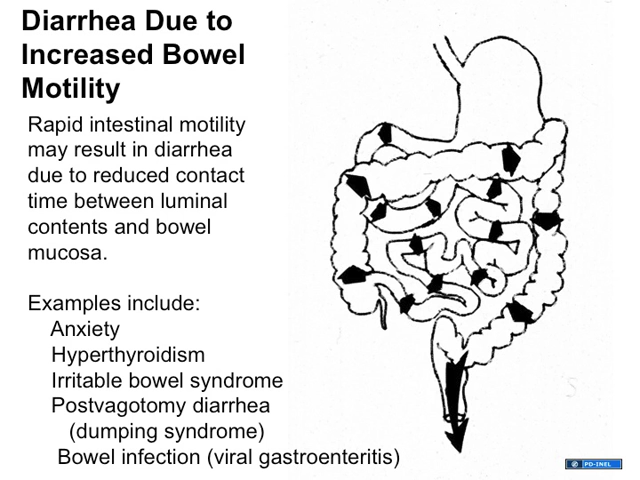 Diarrhea Due to
Increased Bowel
Motility
Rapid intestinal motility
may result in diarrhea
due to reduced contact
time between luminal
contents and bowel
mucosa.
Examples include:
Anxiety
Hyperthyroidism
Irritable bowel syndrome
Postvagotomy diarrhea
(dumping syndrome)
Bowel infection (viral gastroenteritis)
PD-INEL